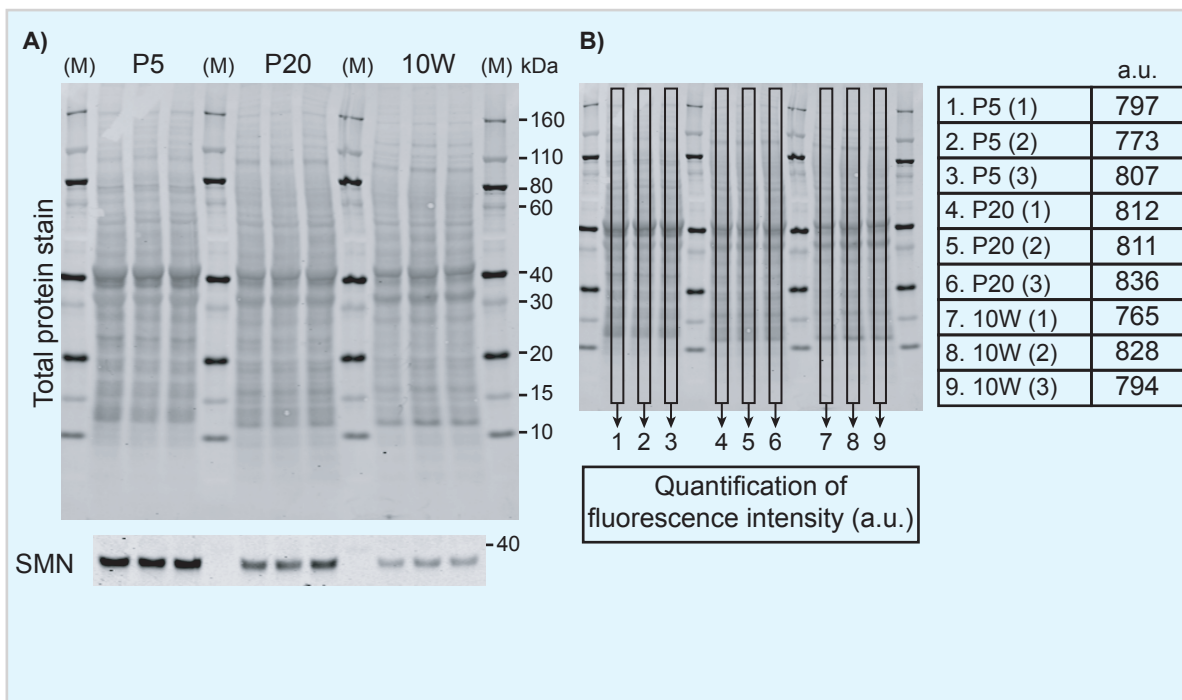 A)
(M) P5 (M) P20 (M) 10W (M) kDa
Total protein stain
160
110
80
60
40
30
20
15
10
SMN
40
B)
1 2 3 4 5 6 7 8 9
Quantification of
fluorescence intensity (a.u.)
a.u.
1. P5 (1) 797
2. P5 (2) 773
3. P5 (3) 807
4. P20 (1) 812
5. P20 (2) 811
6. P20 (3) 836
7. 10W (1) 765
8. 10W (2) 828
9. 10W (3) 794